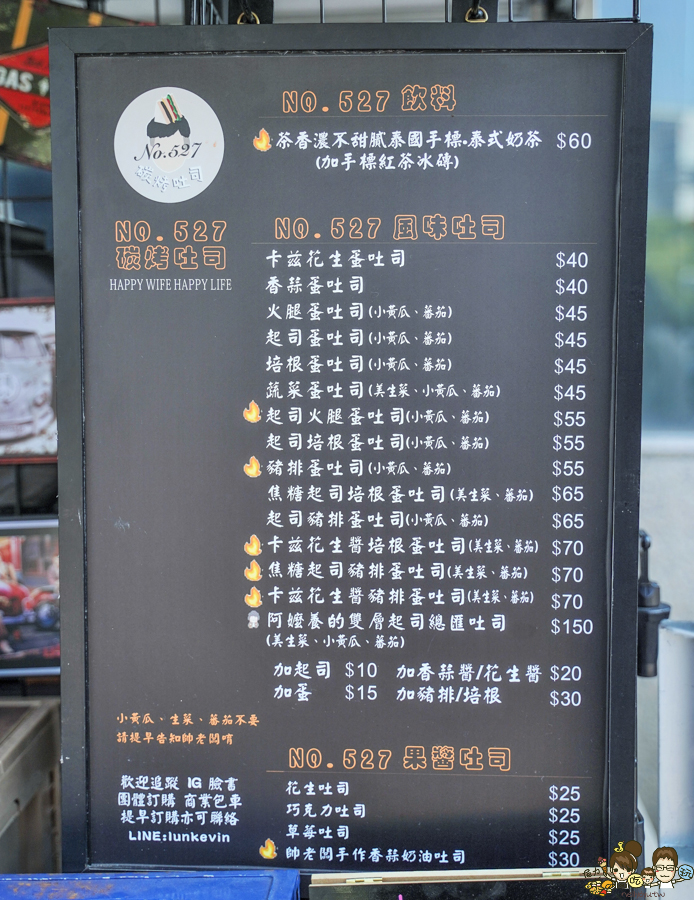 No.527
碳烤吐司
NO.527
碳烤吐司
HAPPY WIFE HAPPY LIFE
NO.527 飲料
茶香濃不甜膩泰國手標.泰式奶茶 $60
(加手標紅茶冰磚)
NO.527 風味吐司
卡茲花生蛋吐司 $40
香蒜蛋吐司 $40
火腿蛋吐司(小黃瓜、蕃茄) $45
起司蛋吐司(小黃瓜、蕃茄) $45
培根蛋吐司(小黃瓜、蕃茄) $45
蔬菜蛋吐司(美生菜、小黃瓜、蕃茄) $45
起司火腿蛋吐司(小黃瓜、蕃茄) $55
起司培根蛋吐司(小黃瓜、蕃茄) $55
豬排蛋吐司(小黃瓜、蕃茄) $55
焦糖起司培根蛋吐司(美生菜、蕃茄) $65
起司豬排蛋吐司(小黃瓜、蕃茄) $65
卡茲花生醬培根蛋吐司(美生菜、蕃茄) $70
焦糖起司豬排蛋吐司(美生菜、蕃茄) $70
卡茲花生醬豬排蛋吐司(美生菜、蕃茄) $70
阿嬤養的雙層起司總匯吐司 $150
(美生菜、小黃瓜、蕃茄)
加起司 $10 加香蒜醬/花生醬 $20
加蛋 $15 加豬排/培根 $30
小黃瓜、生菜、蕃茄不要
請提早告知帥老闆唷
NO.527 果醬吐司
花生吐司 $25
巧克力吐司 $25
草莓吐司 $25
帥老闆手作香蒜奶油吐司 $30
歡迎追蹤 IG 臉書
團體訂購 商業包車
提早訂購亦可聯絡
LINE:lunkevin